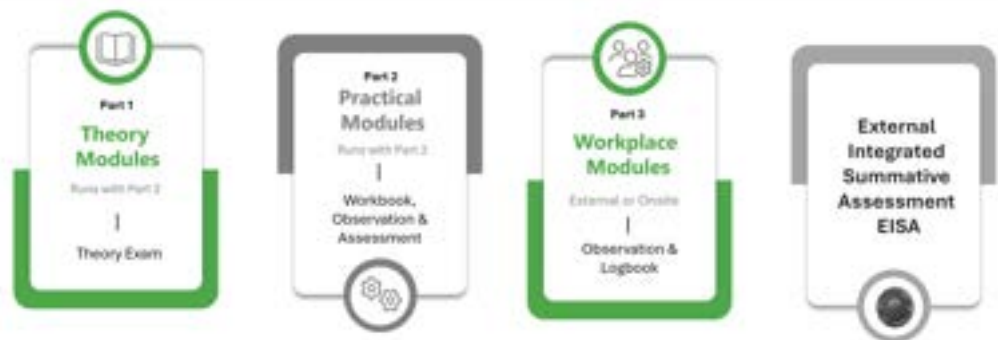 Part 1
Theory
Modules
Runs with Part 2
Theory Exam
Part 2
Practical
Modules
Runs with Part 2
Workbook,
Observation &
Assessment
Part 3
Workplace
Modules
External or Onsite
Observation &
Logbook
External
Integrated
Summative
Assessment
EISA